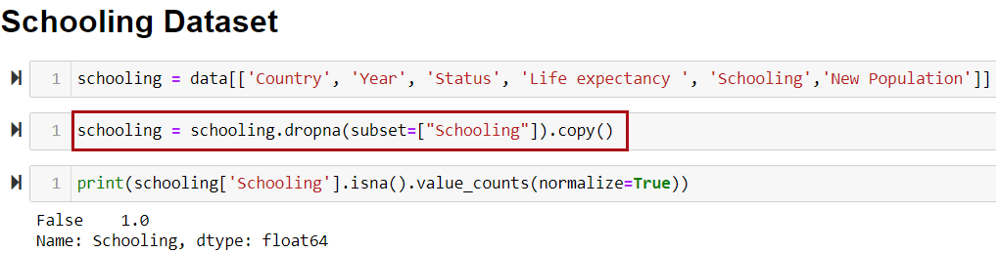 Schooling Dataset
1 schooling = data[['Country', 'Year', 'Status', 'Life expectancy ', 'Schooling','New Population']]
1 schooling = schooling.dropna(subset=["Schooling"]).copy()
1 print(schooling['Schooling'].isna().value_counts(normalize=True))
False    1.0
Name: Schooling, dtype: float64